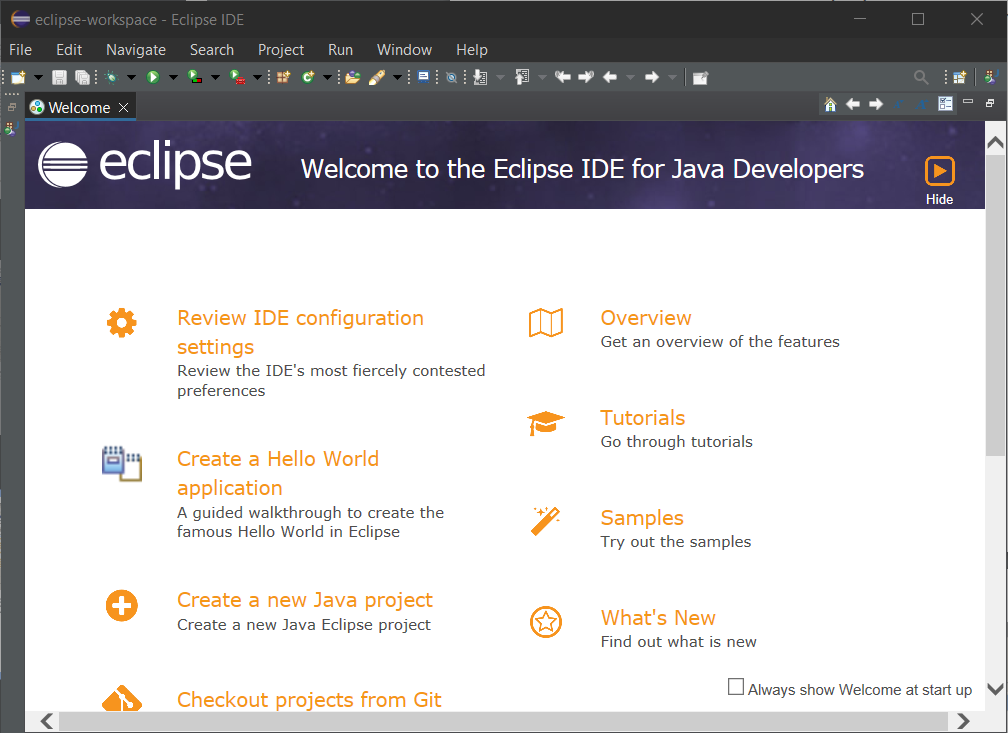 eclipse-workspace - Eclipse IDE
File Edit Navigate Search Project Run Window Help
Welcome
eclipse
Welcome to the Eclipse IDE for Java Developers
Hide
Review IDE configuration
settings
Review the IDE's most fiercely contested
preferences
Create a Hello World
application
A guided walkthrough to create the
famous Hello World in Eclipse
Create a new Java project
Create a new Java Eclipse project
Checkout projects from Git
Overview
Get an overview of the features
Tutorials
Go through tutorials
Samples
Try out the samples
What's New
Find out what is new
Always show Welcome at start up